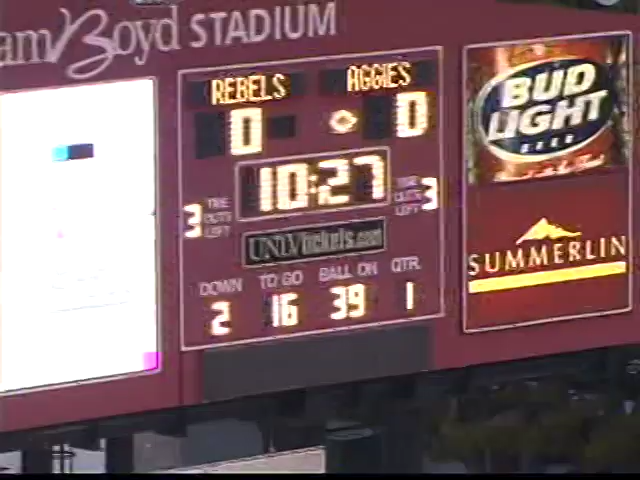 am Boyd STADIUM
REBELS AGGIES
0 0
10:27
3 TIME OUTS LEFT
TIME OUTS LEFT 3
UNLVtickets.com
DOWN TO GO BALL ON QTR.
2 16 39 1
BUD LIGHT
BEER
SUMMERLIN